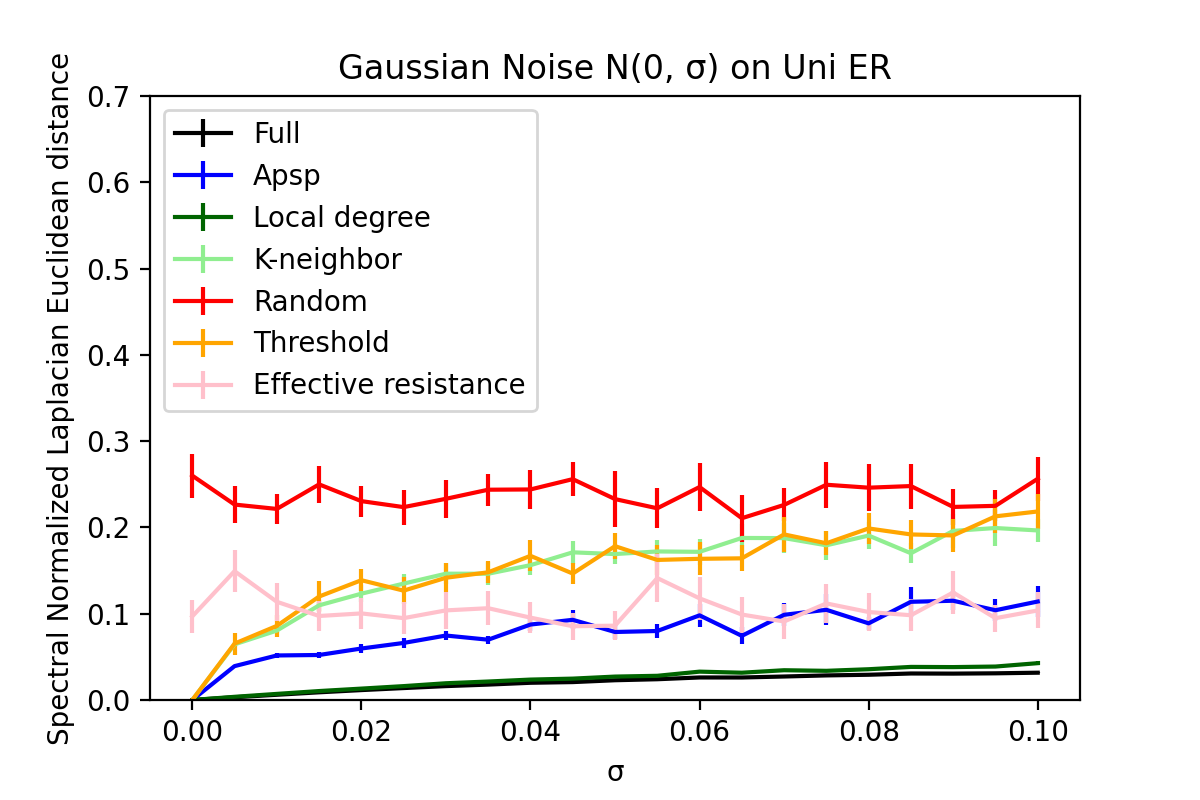 Gaussian Noise N(0, σ) on Uni ER
Spectral Normalized Laplacian Euclidean distance
0.7
0.6
0.5
0.4
0.3
0.2
0.1
0.0
Full
Apsp
Local degree
K-neighbor
Random
Threshold
Effective resistance
0.00 0.02 0.04 0.06 0.08 0.10
σ